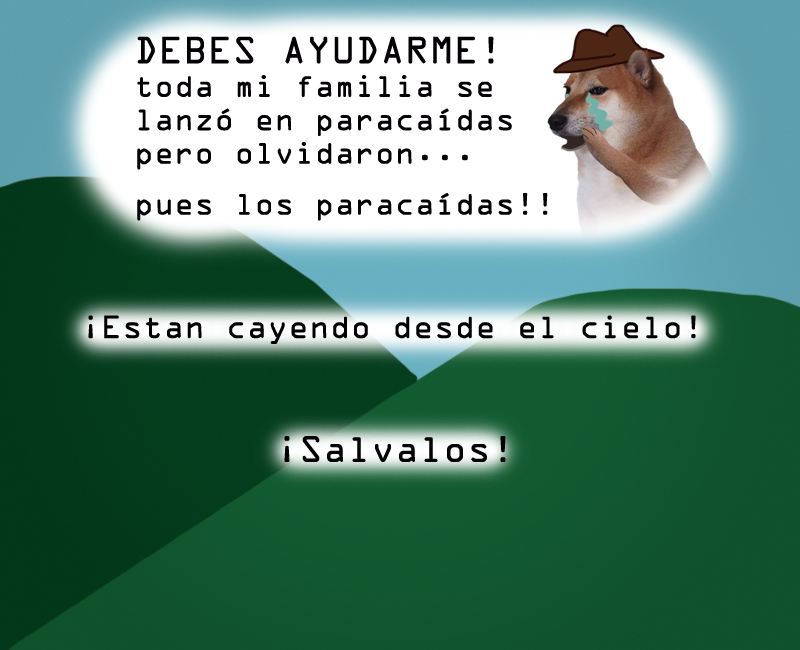 DEBES AYUDARME!
toda mi familia se
lanzó en paracaídas
pero olvidaron...
pues los paracaídas!!
¡Estan cayendo desde el cielo!
¡Salvalos!